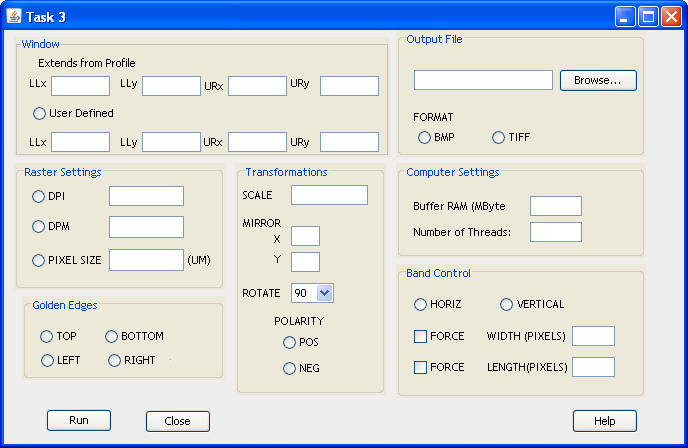 Task 3
Window
Extends from Profile
LLx LLy URx URy
User Defined
LLx LLy URx URy
Output File
Browse...
FORMAT
BMP TIFF
Raster Settings
DPI
DPM
PIXEL SIZE (UM)
Transformations
SCALE
MIRROR
X
Y
ROTATE 90
POLARITY
POS
NEG
Computer Settings
Buffer RAM (MByte
Number of Threads:
Golden Edges
TOP BOTTOM
LEFT RIGHT
Band Control
HORIZ VERTICAL
FORCE WIDTH (PIXELS)
FORCE LENGTH(PIXELS)
Run Close Help